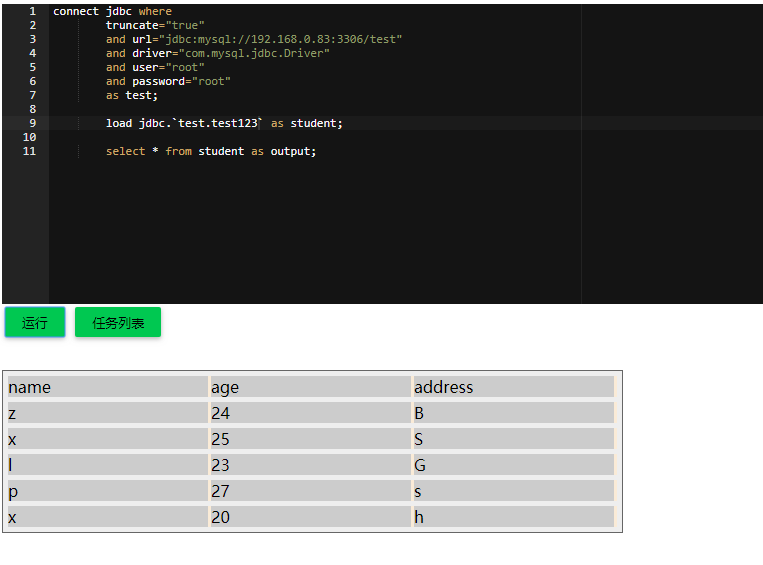 1 connect jdbc where
2 truncate="true"
3 and url="jdbc:mysql://192.168.0.83:3306/test"
4 and driver="com.mysql.jdbc.Driver"
5 and user="root"
6 and password="root"
7 as test;
8
9 load jdbc.`test.test123` as student;
10
11 select * from student as output;
运行 任务列表
name age address
z 24 B
x 25 S
l 23 G
p 27 s
x 20 h